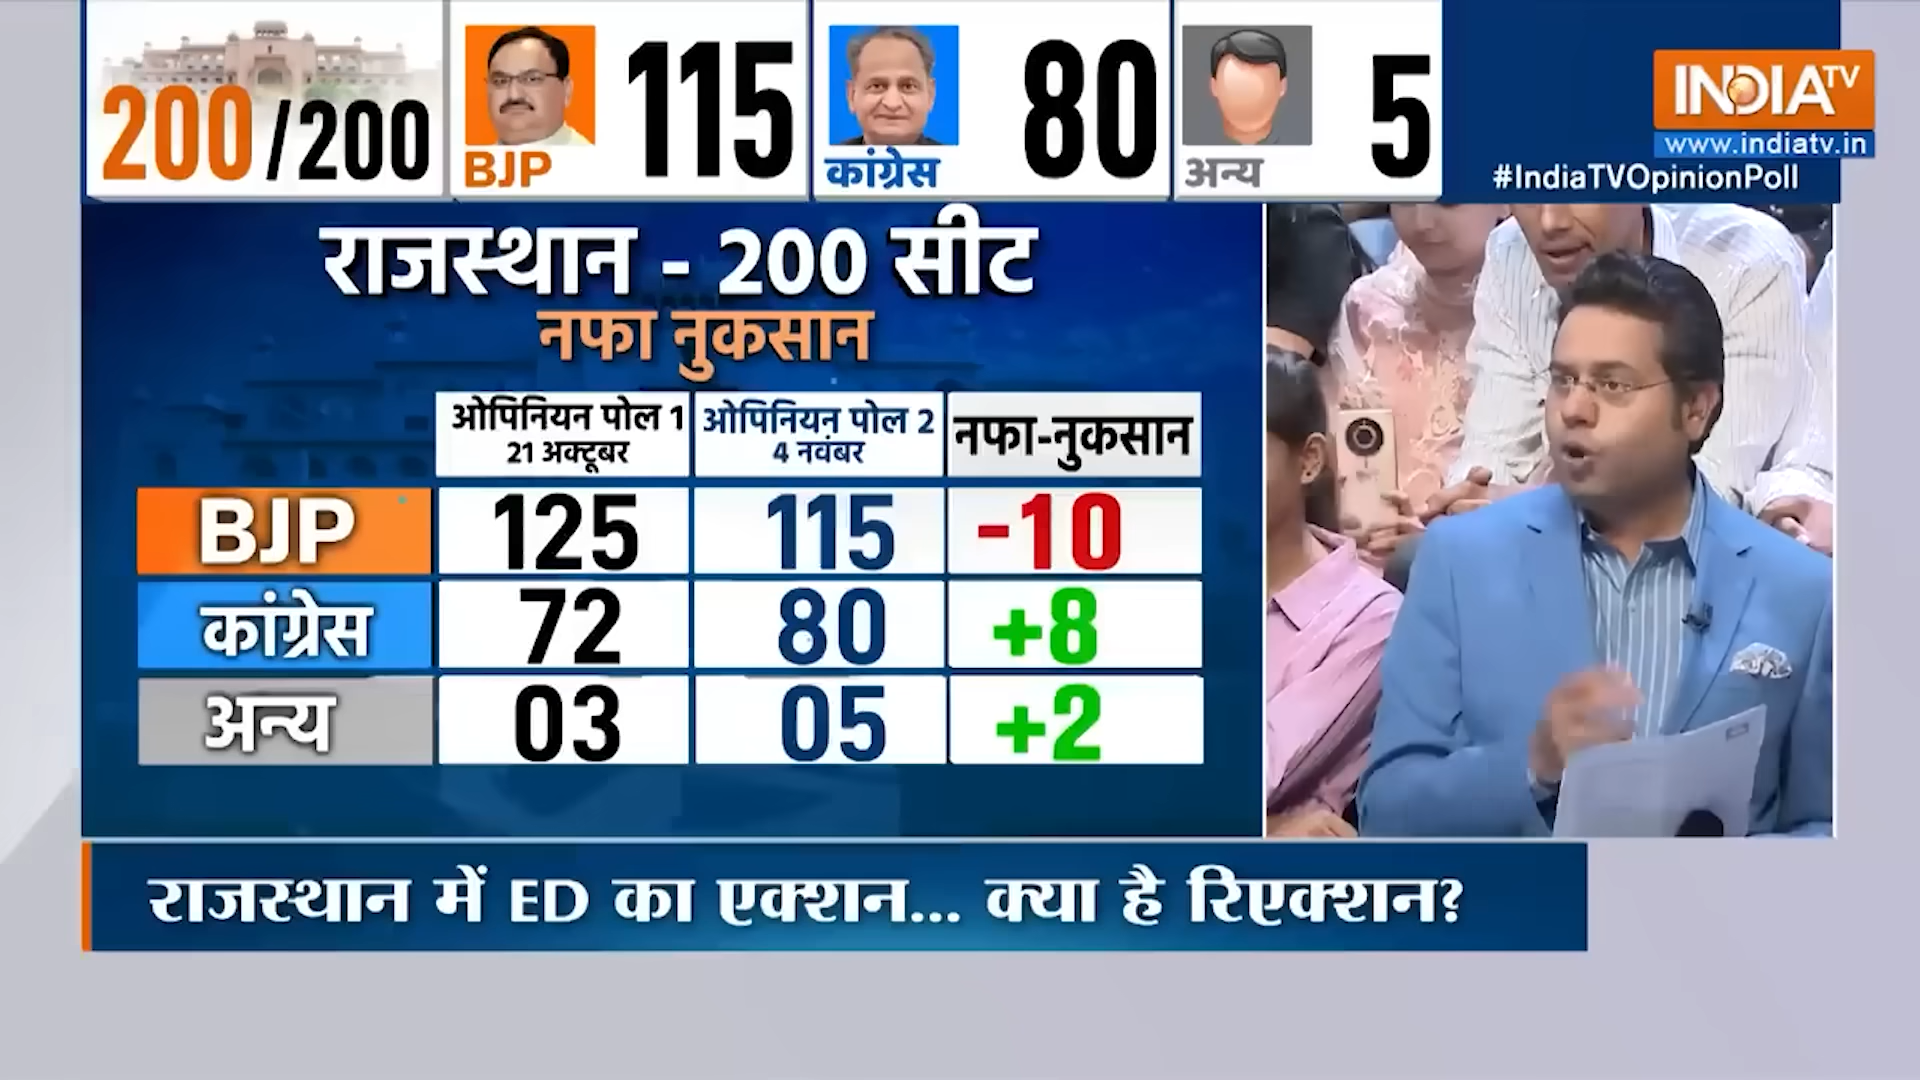 200/200
BJP
115
कांग्रेस
80
अन्य
5
INDIA TV
www.indiatv.in
#IndiaTVOpinionPoll
राजस्थान - 200 सीट
नफा नुकसान
ओपिनियन पोल 1
21 अक्टूबर
ओपिनियन पोल 2
4 नवंबर
नफा-नुकसान
BJP 125 115 -10
कांग्रेस 72 80 +8
अन्य 03 05 +2
राजस्थान में ED का एक्शन... क्या है रिएक्शन?